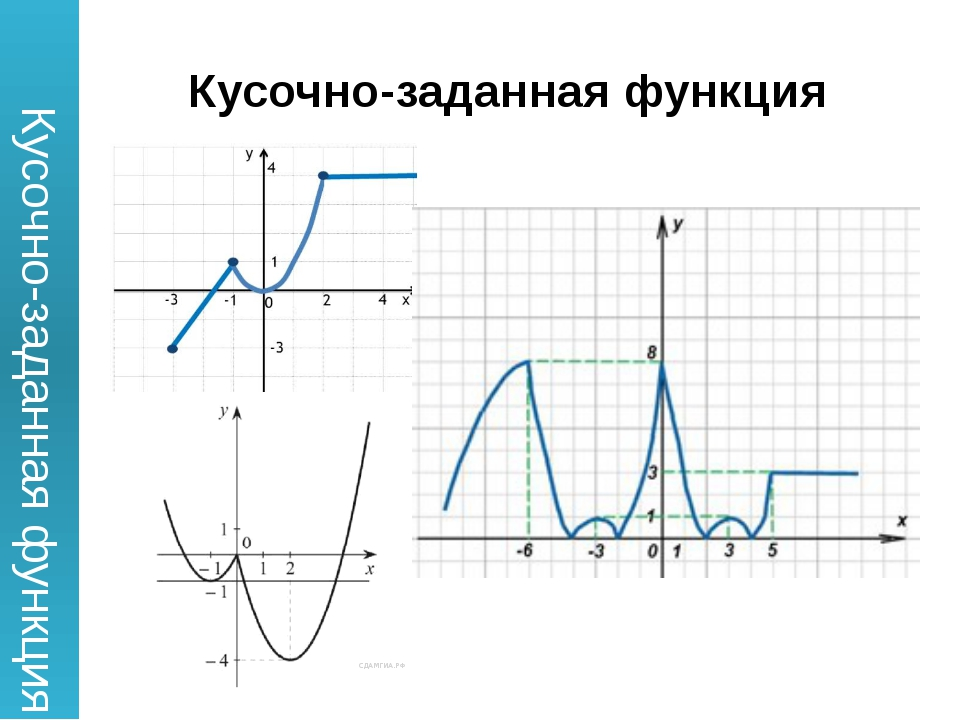 Кусочно-заданная функция
Кусочно-заданная функция
y
4
1
-3 -1 0 2 4 x
-3
y
8
3
1
x
-6 -3 0 1 3 5
y
1
0
−1 1 2 x
−1
−4
СДАМГИА.РФ